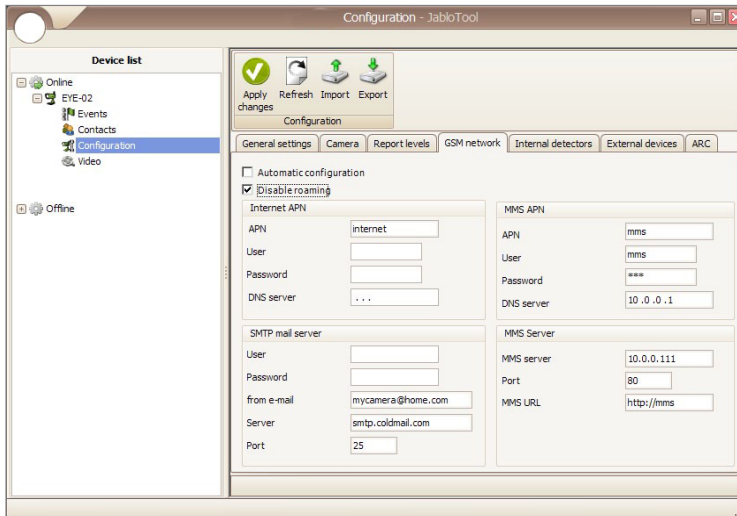 Configuration - JabloTool
Device list
Online
EYE-02
Events
Contacts
Configuration
Video
Offline
Apply changes
Refresh
Import
Export
Configuration
General settings
Camera
Report levels
GSM network
Internal detectors
External devices
ARC
Automatic configuration
Disable roaming
Internet APN
APN internet
User
Password
DNS server . . .
MMS APN
APN mms
User mms
Password ***
DNS server 10 .0 .0 .1
SMTP mail server
User
Password
from e-mail mycamera@home.com
Server smtp.coldmail.com
Port 25
MMS Server
MMS server 10.0.0.111
Port 80
MMS URL http://mms